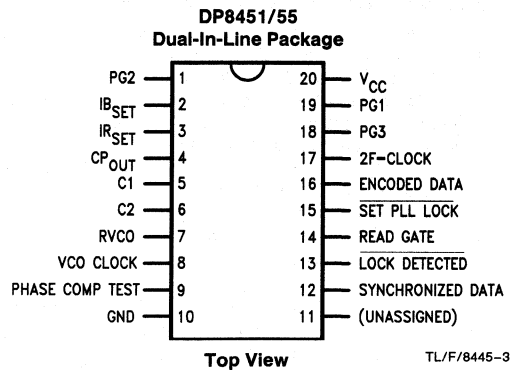 DP8451/55
Dual-In-Line Package
PG2 1 20 VCC
IBSET 2 19 PG1
IRSET 3 18 PG3
CPOUT 4 17 2F-CLOCK
C1 5 16 ENCODED DATA
C2 6 15 SET PLL LOCK
RVCO 7 14 READ GATE
VCO CLOCK 8 13 LOCK DETECTED
PHASE COMP TEST 9 12 SYNCHRONIZED DATA
GND 10 11 (UNASSIGNED)
Top View
TL/F/8445-3